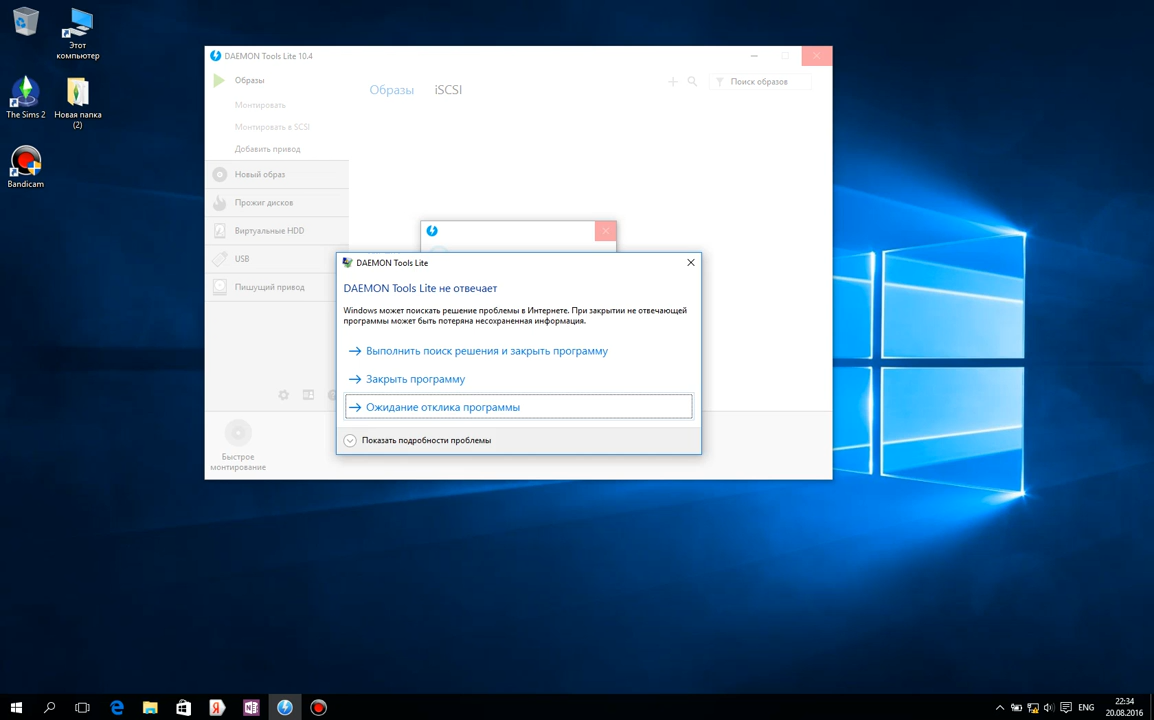 Этот
компьютер
The Sims 2
Новая папка
(2)
Bandicam
DAEMON Tools Lite 10.4
Образы
Монтировать
Монтировать в SCSI
Добавить привод
Новый образ
Прожиг дисков
Виртуальные HDD
USB
Пишущий привод
Быстрое
монтирование
Образы
iSCSI
Поиск образов
DAEMON Tools Lite
DAEMON Tools Lite не отвечает
Windows может поискать решение проблемы в Интернете. При закрытии не отвечающей
программы может быть потеряна несохраненная информация.
Выполнить поиск решения и закрыть программу
Закрыть программу
Ожидание отклика программы
Показать подробности проблемы
ENG
22:34
20.08.2016